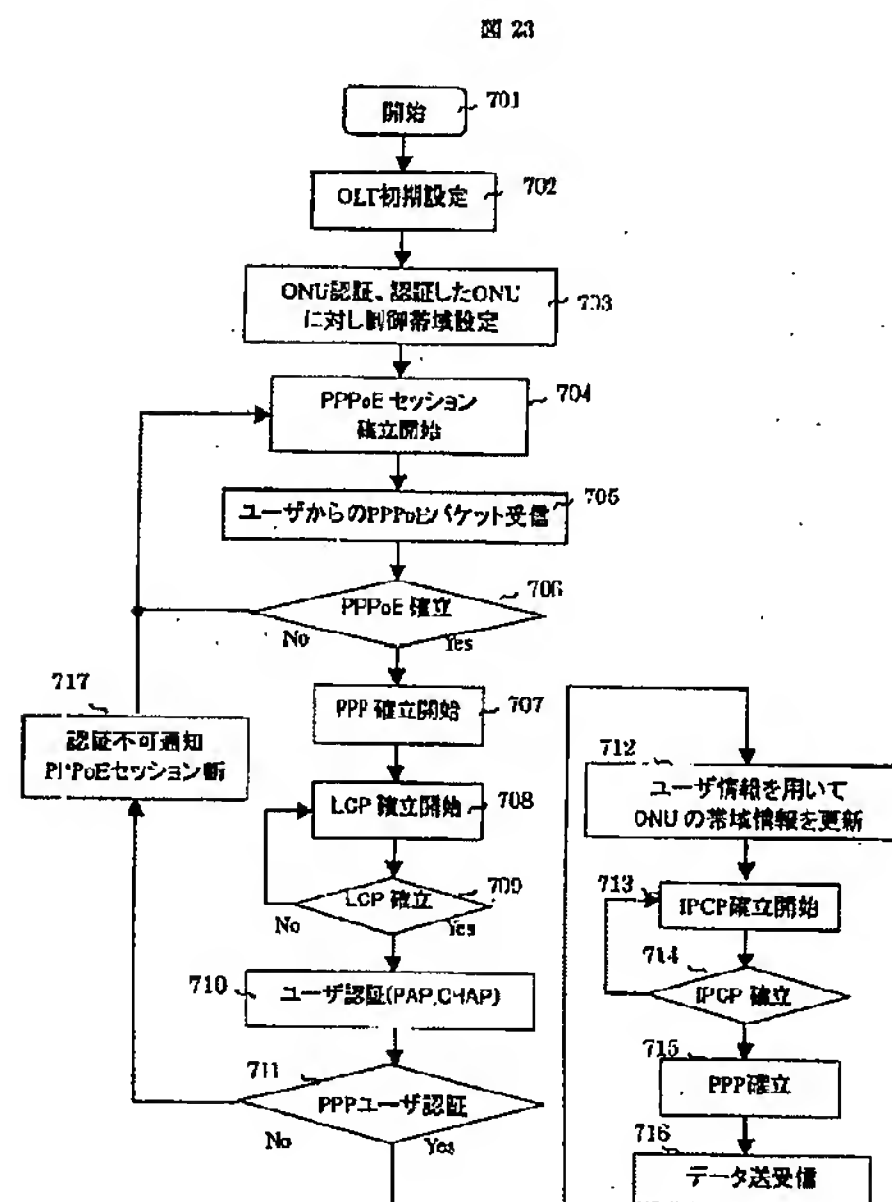 図 23
開始
701
OLT初期設定
702
ONU認証、認証したONU
に対し制御帯域設定
703
PPPoE セッション
確立開始
704
ユーザからのPPPoEパケット受信
705
PPPoE 確立
706
No
Yes
PPP 確立開始
707
LCP 確立開始
708
LCP 確立
709
No
Yes
710
ユーザ認証(PAP,CHAP)
711
PPPユーザ認証
No
Yes
717
認証不可通知
PPPoEセッション断
712
ユーザ情報を用いて
ONU の帯域情報を更新
713
IPCP確立開始
714
IPCP 確立
715
PPP確立
716
データ送受信